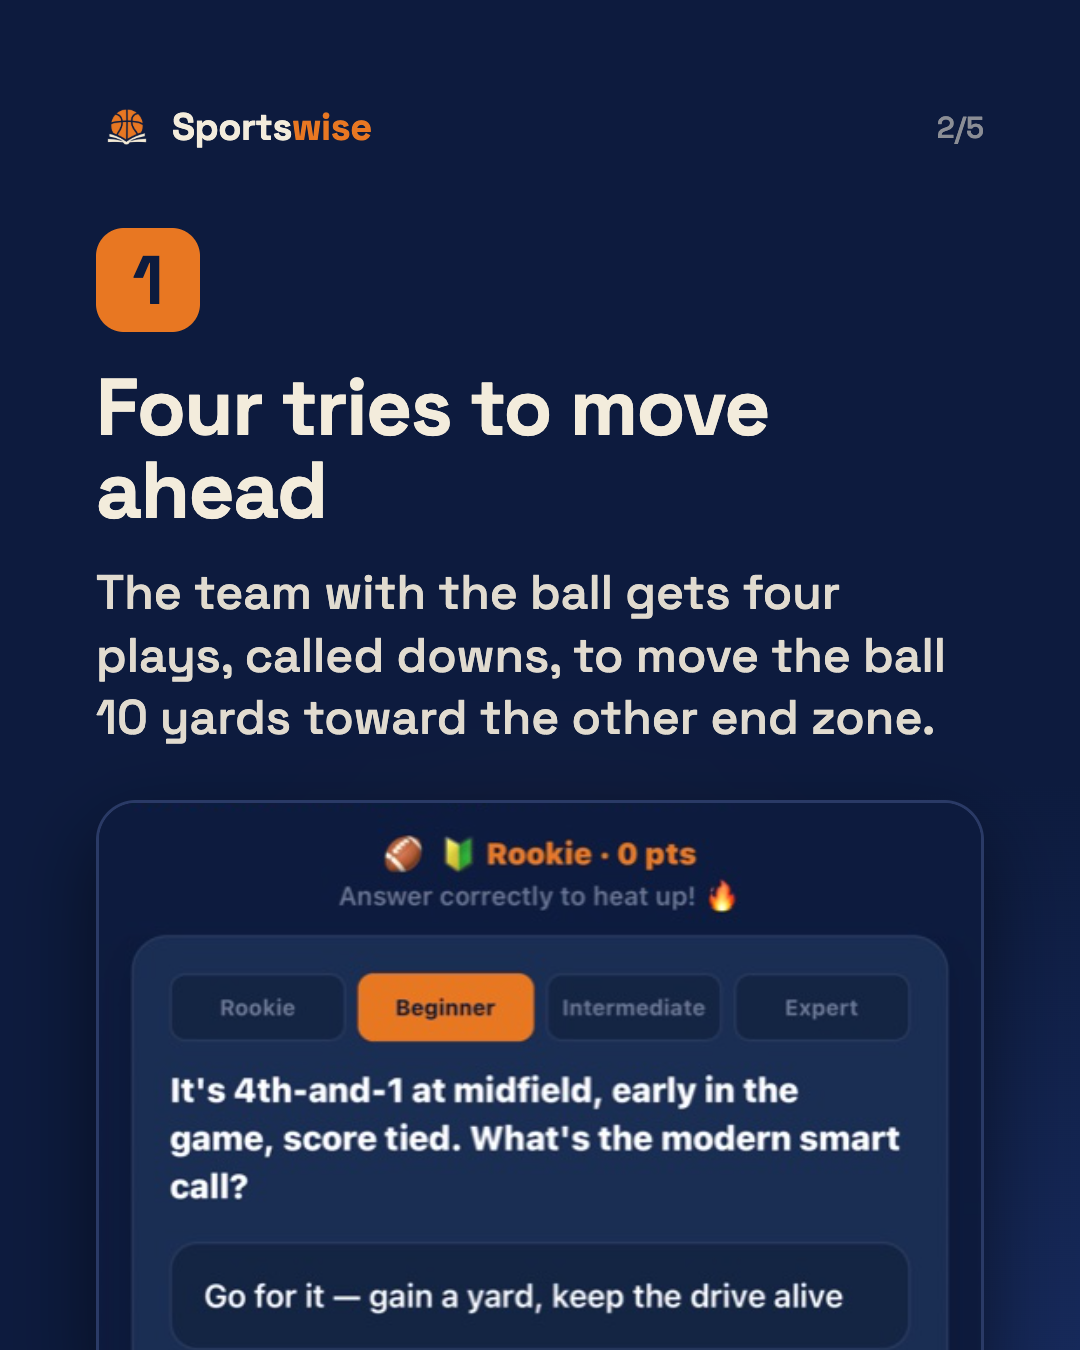 Sportswise
2/5
1
Four tries to move
ahead
The team with the ball gets four
plays, called downs, to move the ball
10 yards toward the other end zone.
🏈 🔰 Rookie · 0 pts
Answer correctly to heat up! 🔥
Rookie
Beginner
Intermediate
Expert
It's 4th-and-1 at midfield, early in the
game, score tied. What's the modern smart
call?
Go for it — gain a yard, keep the drive alive